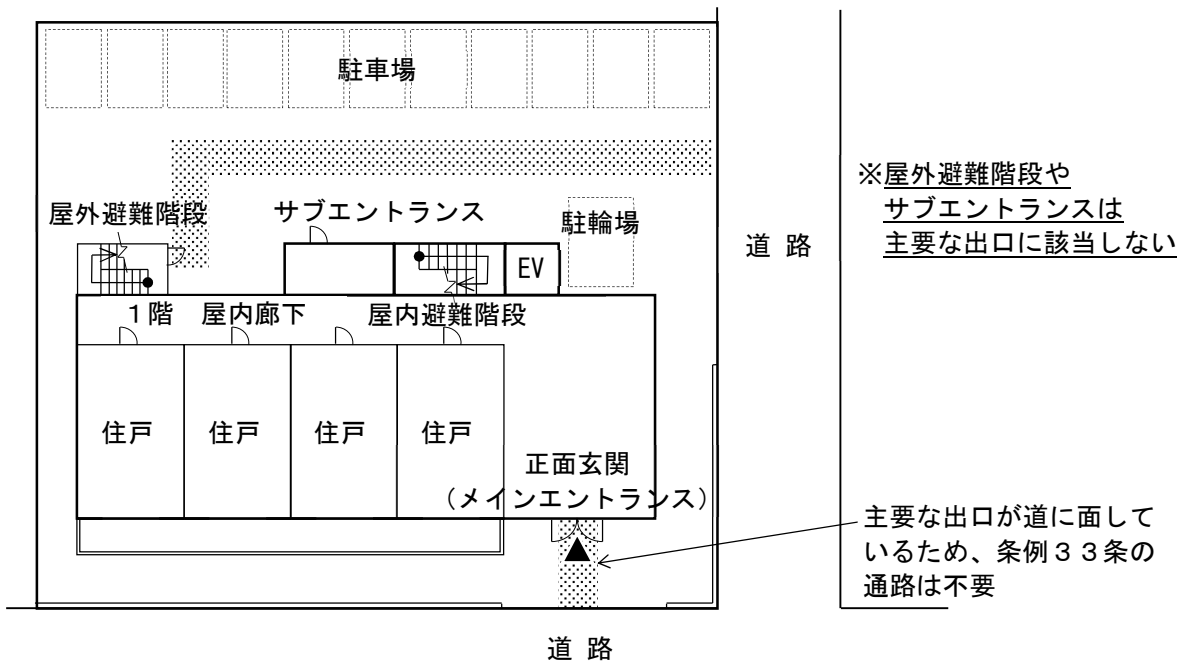 駐車場
※屋外避難階段や
サブエントランスは
主要な出口に該当しない
屋外避難階段
サブエントランス
駐輪場
道 路
EV
１階
屋内廊下
屋内避難階段
住戸
住戸
住戸
住戸
正面玄関
（メインエントランス）
主要な出口が道に面して
いるため、条例３３条の
通路は不要
道 路